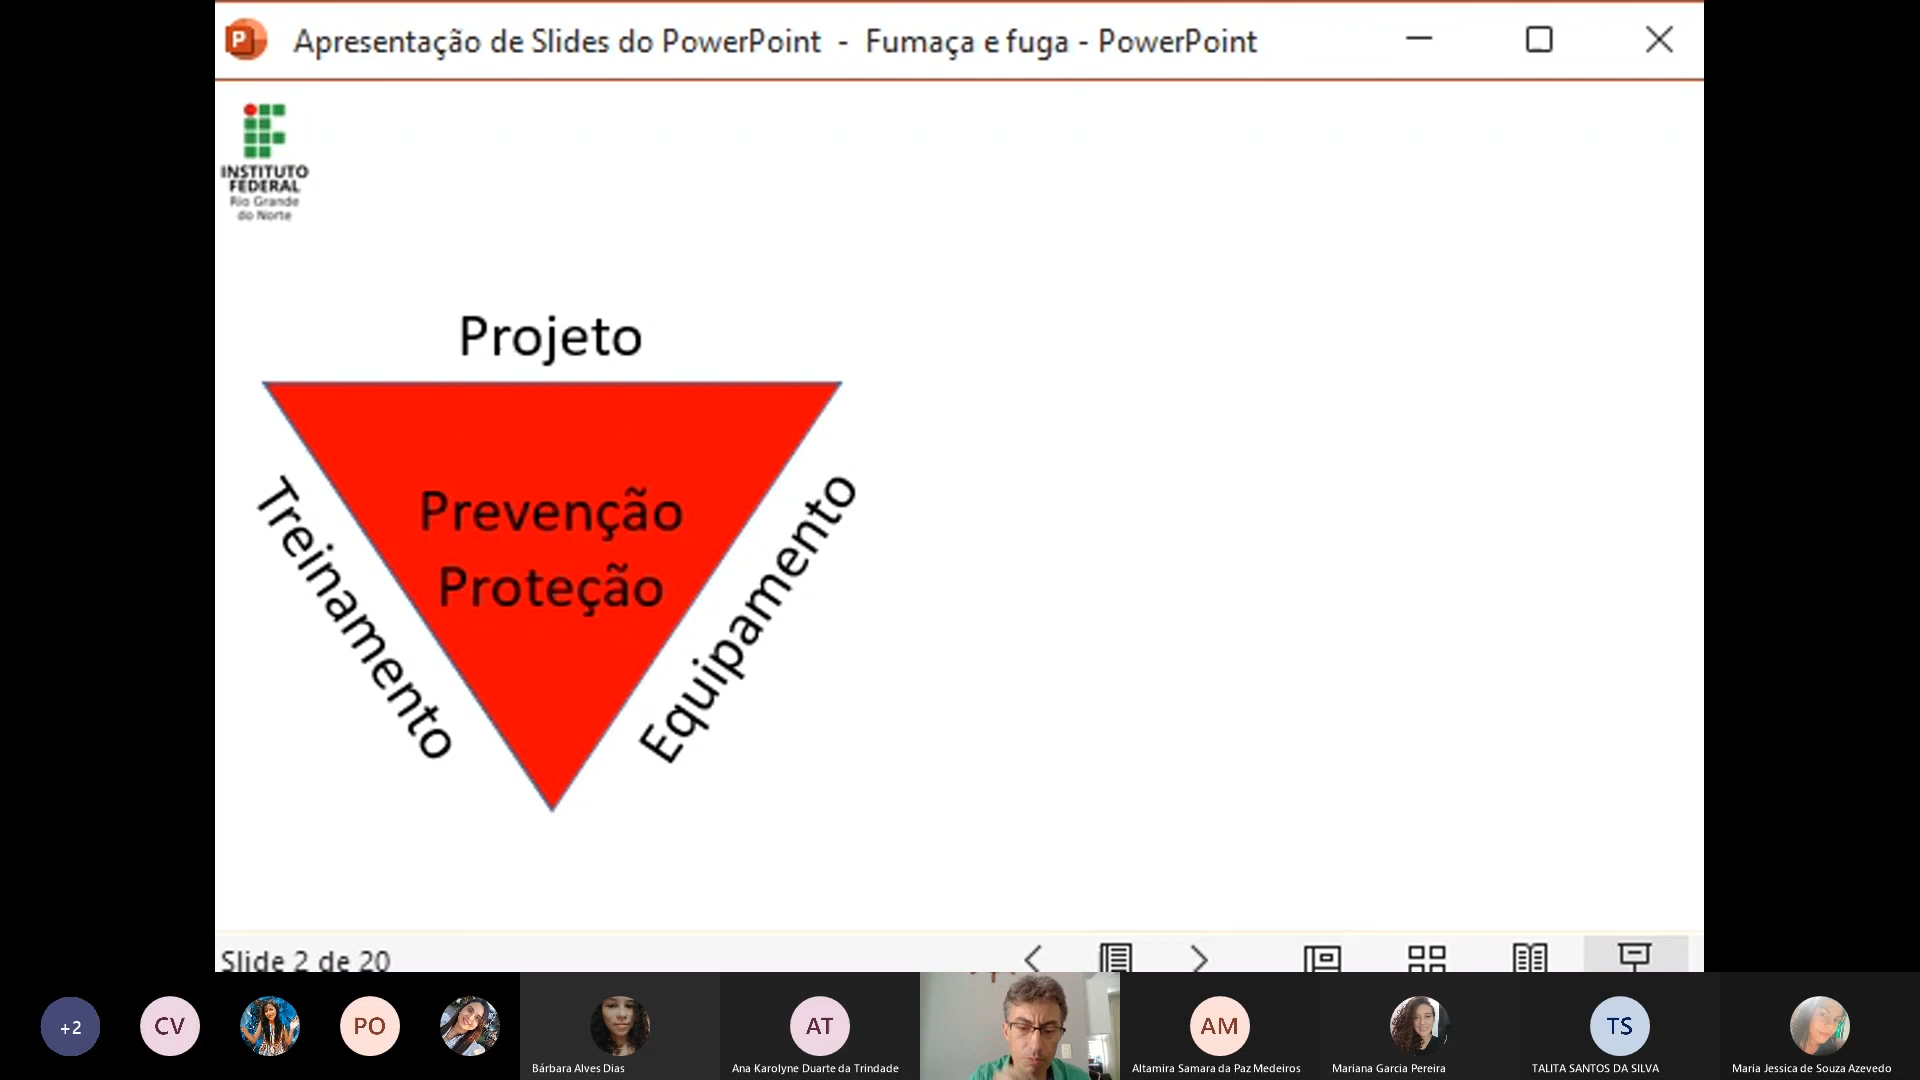 Apresentação de Slides do PowerPoint - Fumaça e fuga - PowerPoint
INSTITUTO
FEDERAL
Rio Grande
do Norte
Projeto
Treinamento
Prevenção
Proteção
Equipamento
Slide 2 de 20
+2
CV
PO
AT
AM
TS
Bárbara Alves Dias
Ana Karolyne Duarte da Trindade
Altamira Samara da Paz Medeiros
Mariana Garcia Pereira
TALITA SANTOS DA SILVA
Maria Jessica de Souza Azevedo